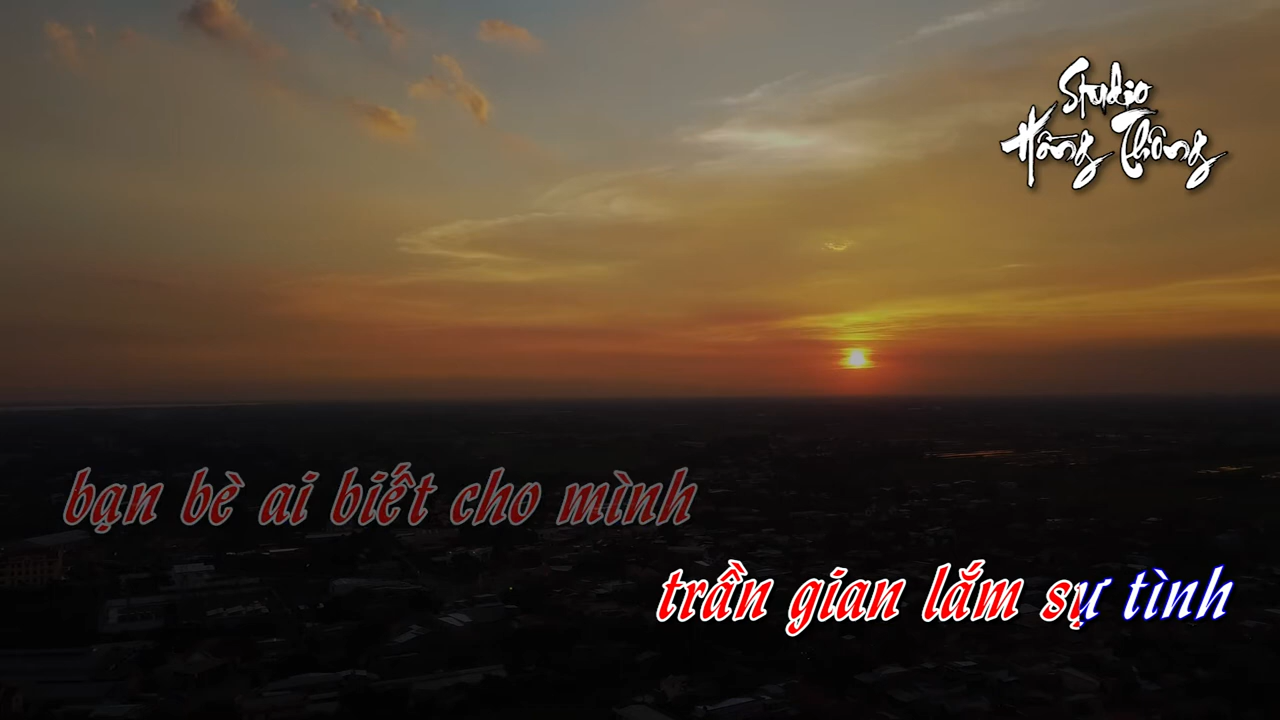 Studio
Hồng Thông
bạn bè ai biết cho mình
trần gian lắm sự tình